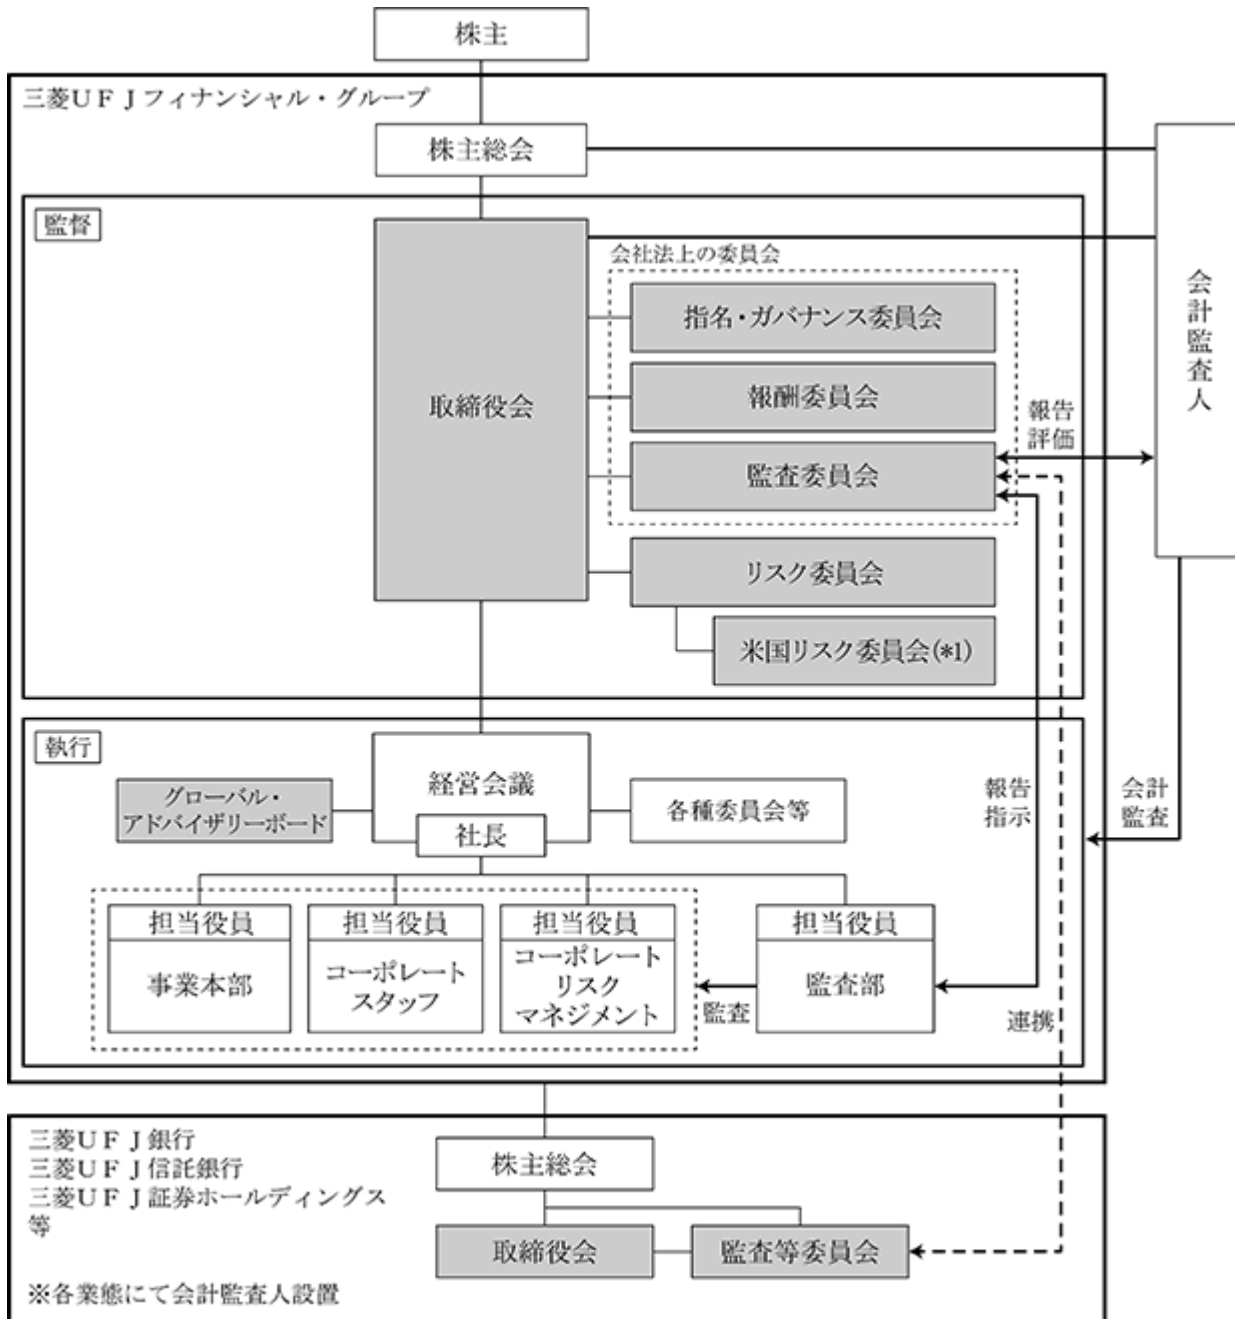 株主
三菱ＵＦＪフィナンシャル・グループ
株主総会
監督
取締役会
会社法上の委員会
指名・ガバナンス委員会
報酬委員会
監査委員会
リスク委員会
米国リスク委員会(*1)
報告
評価
会計監査人
執行
経営会議
社長
グローバル・
アドバイザリーボード
各種委員会等
報告
指示
会計
監査
担当役員
事業本部
担当役員
コーポレート
スタッフ
担当役員
コーポレート
リスク
マネジメント
監査
担当役員
監査部
連携
三菱ＵＦＪ銀行
三菱ＵＦＪ信託銀行
三菱ＵＦＪ証券ホールディングス
等
株主総会
取締役会
監査等委員会
※各業態にて会計監査人設置